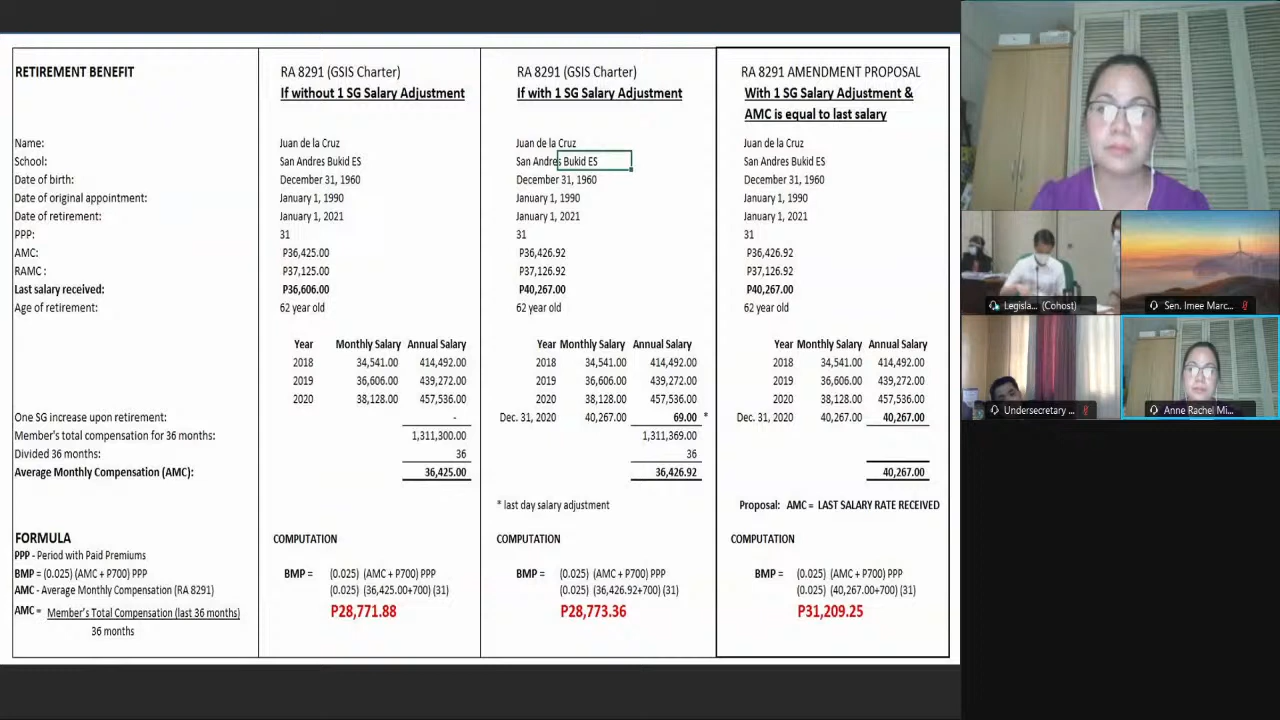 RETIREMENT BENEFIT
RA 8291 (GSIS Charter)
If without 1 SG Salary Adjustment
RA 8291 (GSIS Charter)
If with 1 SG Salary Adjustment
RA 8291 AMENDMENT PROPOSAL
With 1 SG Salary Adjustment &
AMC is equal to last salary
Name: Juan de la Cruz Juan de la Cruz Juan de la Cruz
School: San Andres Bukid ES San Andres Bukid ES San Andres Bukid ES
Date of birth: December 31, 1960 December 31, 1960 December 31, 1960
Date of original appointment: January 1, 1990 January 1, 1990 January 1, 1990
Date of retirement: January 1, 2021 January 1, 2021 January 1, 2021
PPP: 31 31 31
AMC: P36,425.00 P36,426.92 P36,426.92
RAMC : P37,125.00 P37,126.92 P37,126.92
Last salary received: P36,606.00 P40,267.00 P40,267.00
Age of retirement: 62 year old 62 year old 62 year old
Year Monthly Salary Annual Salary Year Monthly Salary Annual Salary Year Monthly Salary Annual Salary
2018 34,541.00 414,492.00 2018 34,541.00 414,492.00 2018 34,541.00 414,492.00
2019 36,606.00 439,272.00 2019 36,606.00 439,272.00 2019 36,606.00 439,272.00
2020 38,128.00 457,536.00 2020 38,128.00 457,536.00 2020 38,128.00 457,536.00
One SG increase upon retirement: - Dec. 31, 2020 40,267.00 69.00 * Dec. 31, 2020 40,267.00 40,267.00
Member's total compensation for 36 months: 1,311,300.00 1,311,369.00
Divided 36 months: 36 36
Average Monthly Compensation (AMC): 36,425.00 36,426.92 40,267.00
* last day salary adjustment Proposal: AMC = LAST SALARY RATE RECEIVED
FORMULA
PPP - Period with Paid Premiums
BMP = (0.025) (AMC + P700) PPP
AMC - Average Monthly Compensation (RA 8291)
AMC = Member's Total Compensation (last 36 months)
36 months
COMPUTATION
BMP = (0.025) (AMC + P700) PPP
(0.025) (36,425.00+700) (31)
P28,771.88
COMPUTATION
BMP = (0.025) (AMC + P700) PPP
(0.025) (36,426.92+700) (31)
P28,773.36
COMPUTATION
BMP = (0.025) (AMC + P700) PPP
(0.025) (40,267.00+700) (31)
P31,209.25
Legisla... (Cohost)
Sen. Imee Marc...
Undersecretary ...
Anne Rachel Mi...